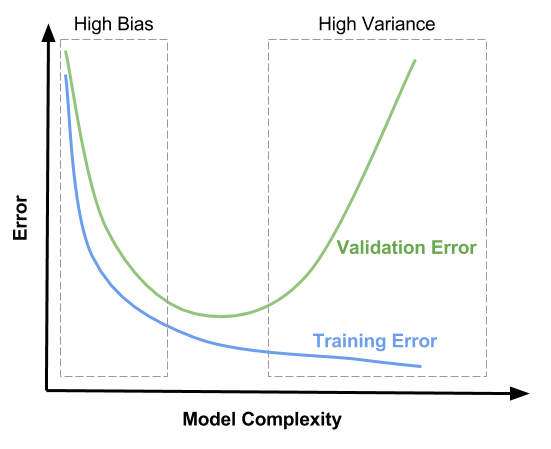 High Bias
High Variance
Error
Validation Error
Training Error
Model Complexity